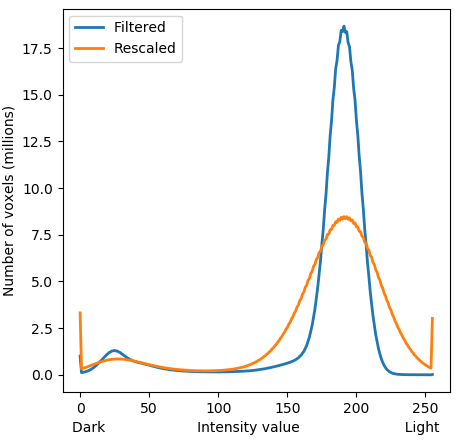 Filtered
Rescaled
17.5
15.0
12.5
10.0
7.5
5.0
2.5
0.0
Number of voxels (millions)
0 50 100 150 200 250
Dark Intensity value Light